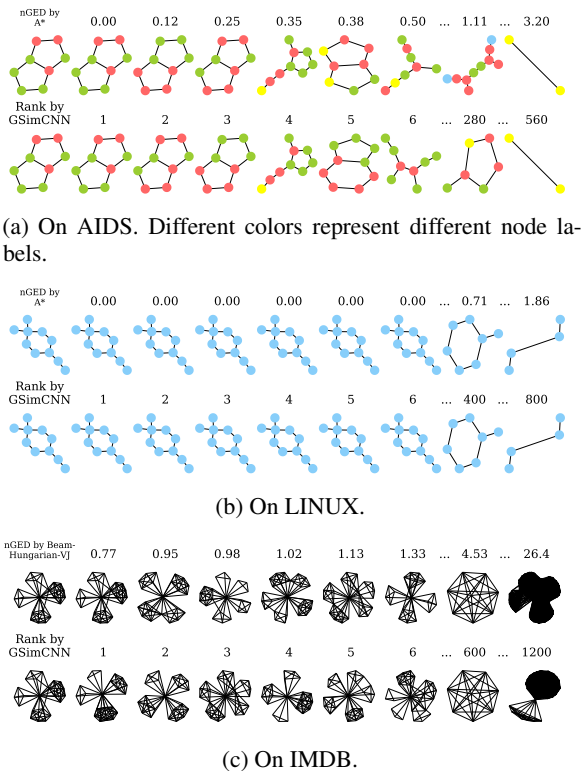 nGED by
A* 0.00 0.12 0.25 0.35 0.38 0.50 ... 1.11 ... 3.20
Rank by
GSimCNN 1 2 3 4 5 6 ... 280 ... 560
(a) On AIDS. Different colors represent different node la-
bels.
nGED by
A* 0.00 0.00 0.00 0.00 0.00 0.00 ... 0.71 ... 1.86
Rank by
GSimCNN 1 2 3 4 5 6 ... 400 ... 800
(b) On LINUX.
nGED by Beam-
Hungarian-VJ 0.77 0.95 0.98 1.02 1.13 1.33 ... 4.53 ... 26.4
Rank by
GSimCNN 1 2 3 4 5 6 ... 600 ... 1200
(c) On IMDB.